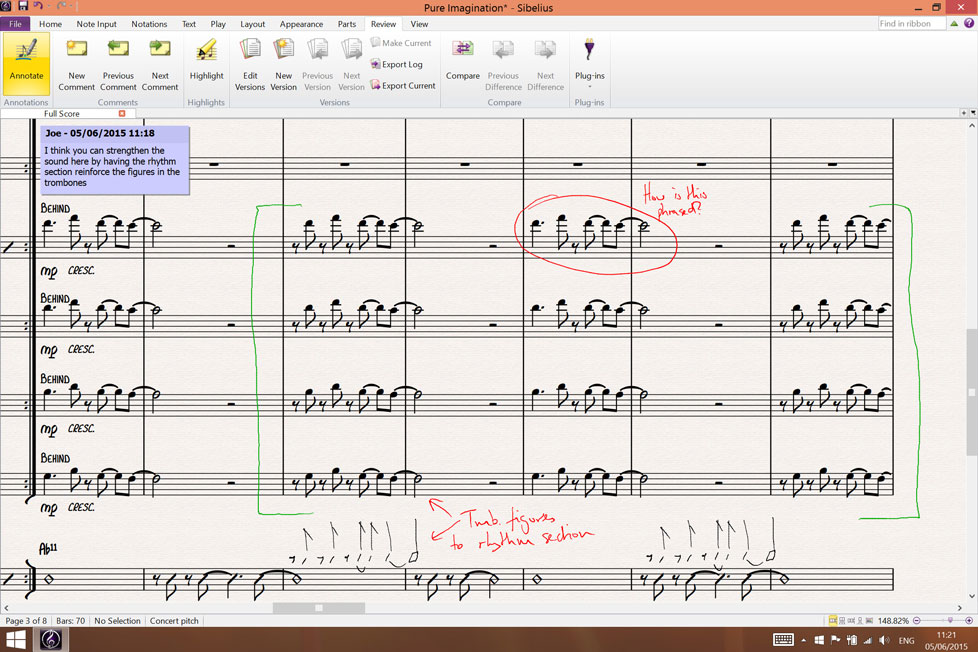 Pure Imagination* - Sibelius
File Home Note Input Notations Text Play Layout Appearance Parts Review View Find in ribbon
Annotate
New Comment
Previous Comment
Next Comment
Highlight
Edit Versions
New Version
Previous Version
Next Version
Make Current
Export Log
Export Current
Compare
Previous Difference
Next Difference
Plug-ins
Annotations Comments Highlights Versions Compare Plug-ins
Full Score
Joe - 05/06/2015 11:18
I think you can strengthen the
sound here by having the rhythm
section reinforce the figures in the
trombones
How is this
phrased?
BEHIND
mp CRESC.
BEHIND
mp CRESC.
BEHIND
mp CRESC.
BEHIND
mp CRESC.
Tmb. figures
to rhythm section
Ab11
Page 3 of 8 Bars: 70 No Selection Concert pitch 148.82%
ENG
11:21
05/06/2015